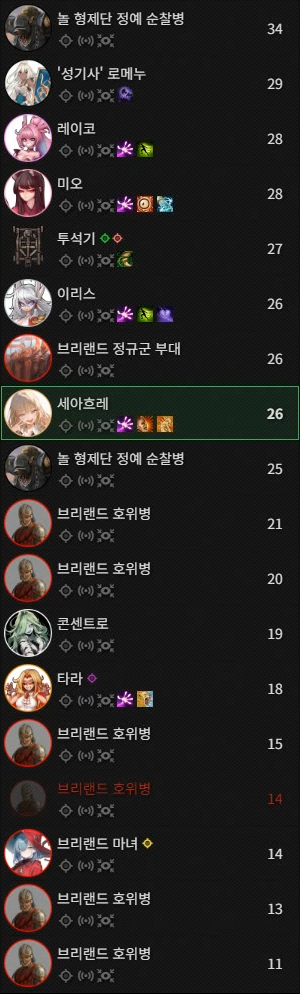 놀 형제단 정예 순찰병
34
'성기사' 로메누
29
레이코
28
미오
28
투석기
27
이리스
26
브리랜드 정규군 부대
26
세아흐레
26
놀 형제단 정예 순찰병
25
브리랜드 호위병
21
브리랜드 호위병
20
콘센트로
19
타라
18
브리랜드 호위병
15
브리랜드 호위병
14
브리랜드 마녀
14
브리랜드 호위병
13
브리랜드 호위병
11